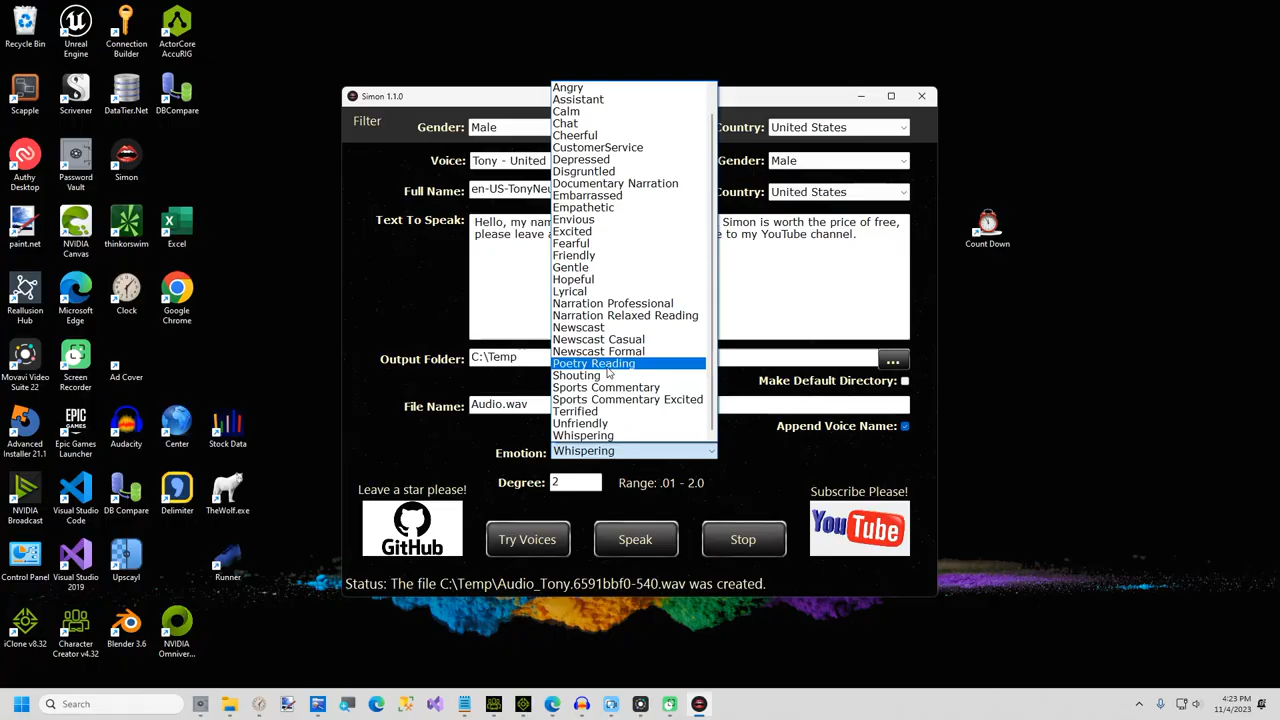 Recycle Bin
Unreal
Engine
Connection
Builder
ActorCore
AccuRIG
Scapple
Scrivener
DataTier.Net
DBCompare
Authy
Desktop
Password
Vault
Simon
paint.net
NVIDIA
Canvas
thinkorswim
Excel
Reallusion
Hub
Microsoft
Edge
Clock
Google
Chrome
Movavi Video
Suite 22
Screen
Recorder
Ad Cover
Advanced
Installer 21.1
Epic Games
Launcher
Audacity
Center
Stock Data
NVIDIA
Broadcast
Visual Studio
Code
DB Compare
Delimiter
TheWolf.exe
Control Panel
Visual Studio
2019
Upscayl
Runner
iClone v8.32
Character
Creator v4.32
Blender 3.6
NVIDIA
Omniver...
Count Down
Simon 1.1.0
Filter
Gender: Male
Country: United States
Voice: Tony - United
Gender: Male
Full Name: en-US-TonyNeu
Country: United States
Text To Speak: Hello, my nam
Simon is worth the price of free,
please leave a
e to my YouTube channel.
Angry
Assistant
Calm
Chat
Cheerful
CustomerService
Depressed
Disgruntled
Documentary Narration
Embarrassed
Empathetic
Envious
Excited
Fearful
Friendly
Gentle
Hopeful
Lyrical
Narration Professional
Narration Relaxed Reading
Newscast
Newscast Casual
Newscast Formal
Poetry Reading
Shouting
Sports Commentary
Sports Commentary Excited
Terrified
Unfriendly
Whispering
Output Folder: C:\Temp
...
Make Default Directory:
File Name: Audio.wav
Append Voice Name:
Emotion: Whispering
Degree: 2 Range: .01 - 2.0
Leave a star please!
GitHub
Try Voices
Speak
Stop
Subscribe Please!
YouTube
Status: The file C:\Temp\Audio_Tony.6591bbf0-540.wav was created.
Search
4:23 PM
11/4/2023